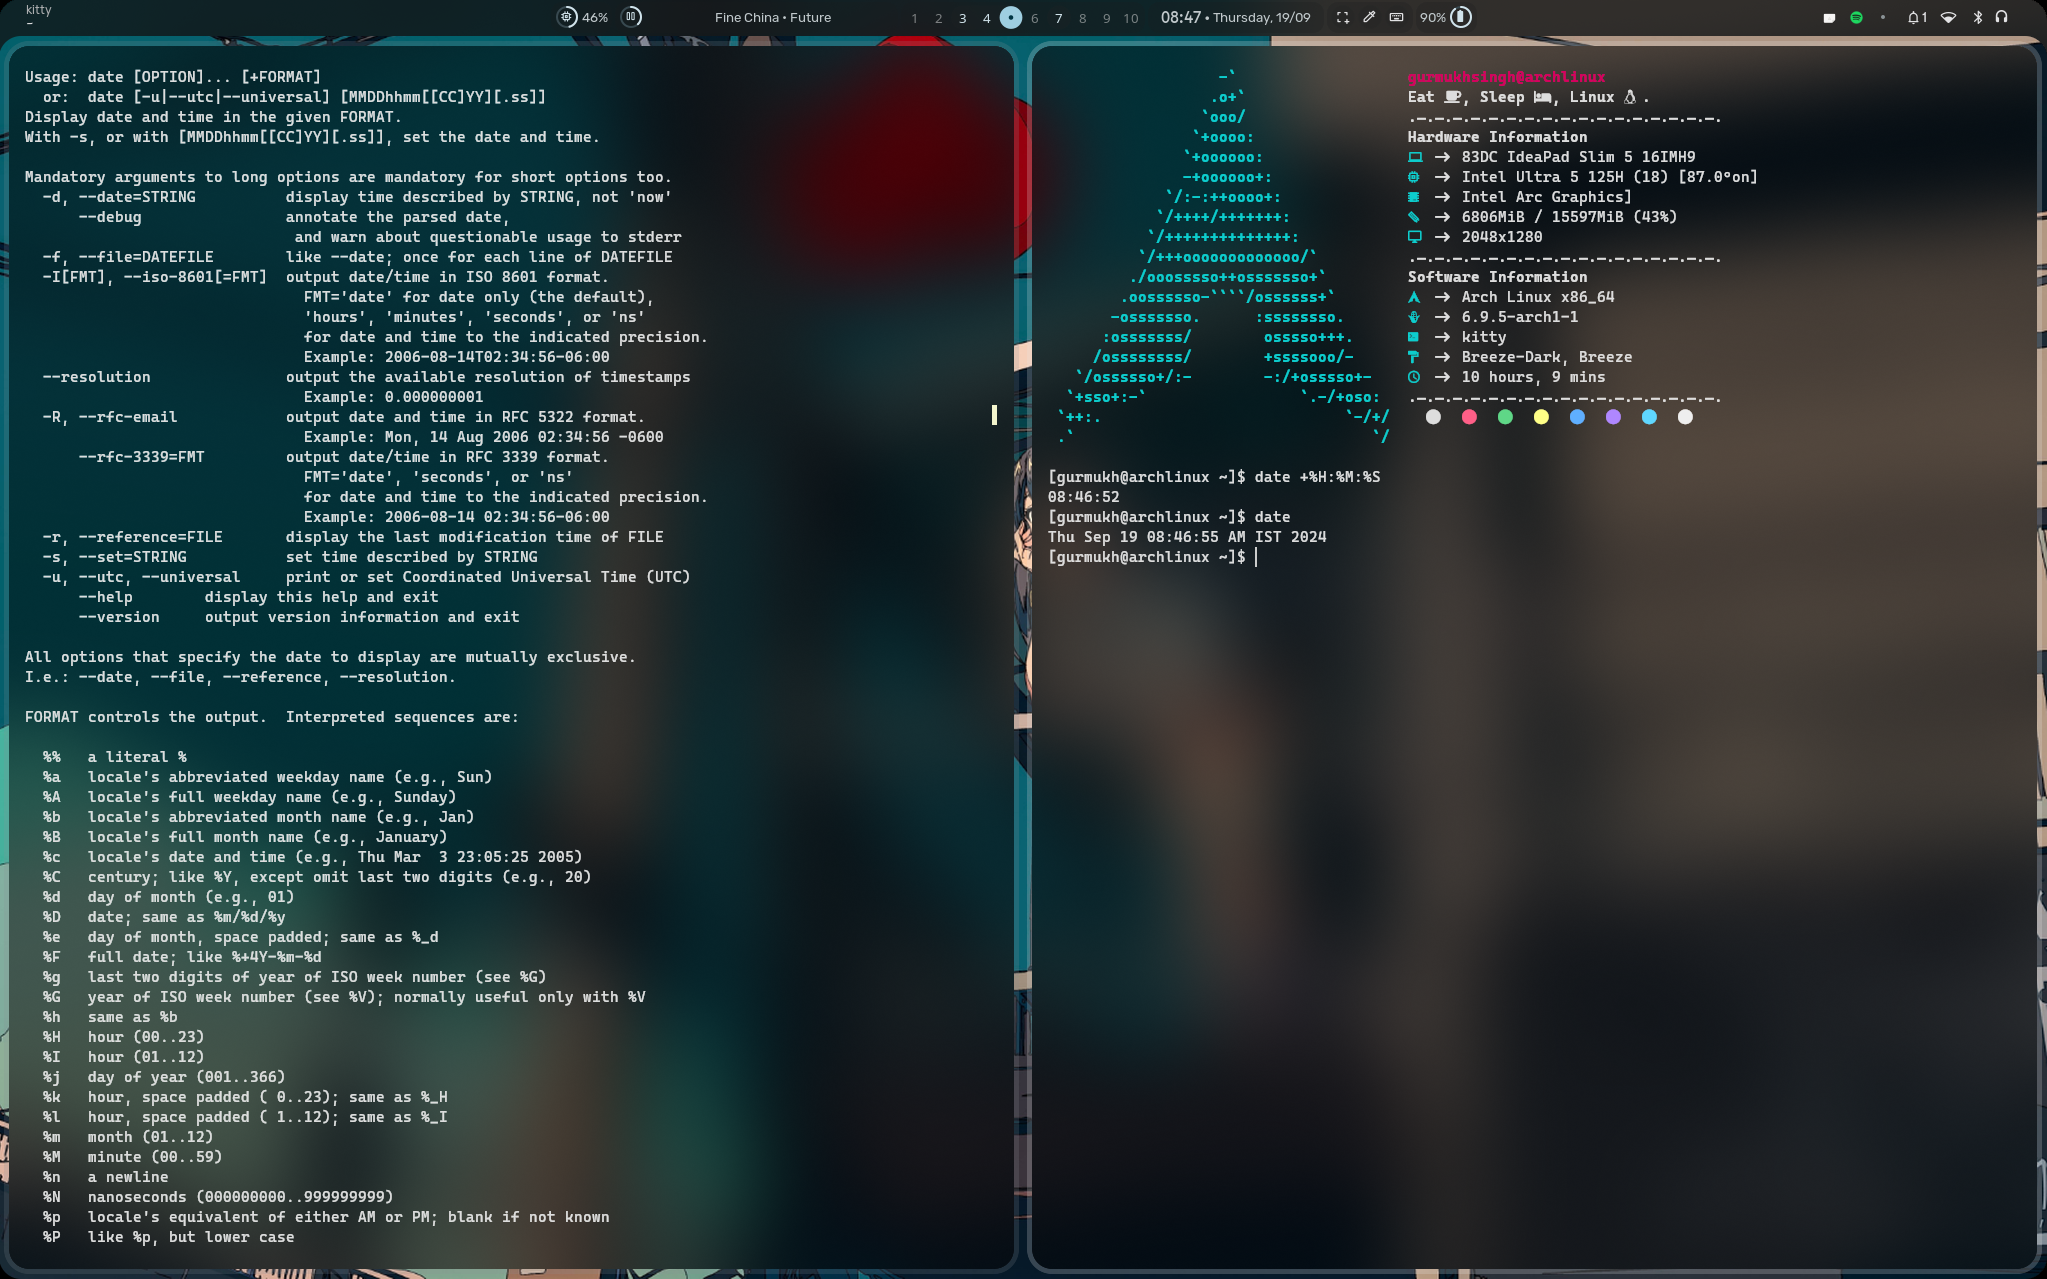 kitty
~
46%
Fine China • Future
1 2 3 4 • 6 7 8 9 10
08:47 • Thursday, 19/09
90%
1
Usage: date [OPTION]... [+FORMAT]
  or:  date [-u|--utc|--universal] [MMDDhhmm[[CC]YY][.ss]]
Display date and time in the given FORMAT.
With -s, or with [MMDDhhmm[[CC]YY][.ss]], set the date and time.

Mandatory arguments to long options are mandatory for short options too.
  -d, --date=STRING          display time described by STRING, not 'now'
      --debug                annotate the parsed date,
                              and warn about questionable usage to stderr
  -f, --file=DATEFILE        like --date; once for each line of DATEFILE
  -I[FMT], --iso-8601[=FMT]  output date/time in ISO 8601 format.
                               FMT='date' for date only (the default),
                               'hours', 'minutes', 'seconds', or 'ns'
                               for date and time to the indicated precision.
                               Example: 2006-08-14T02:34:56-06:00
  --resolution               output the available resolution of timestamps
                               Example: 0.000000001
  -R, --rfc-email            output date and time in RFC 5322 format.
                               Example: Mon, 14 Aug 2006 02:34:56 -0600
      --rfc-3339=FMT         output date/time in RFC 3339 format.
                               FMT='date', 'seconds', or 'ns'
                               for date and time to the indicated precision.
                               Example: 2006-08-14 02:34:56-06:00
  -r, --reference=FILE       display the last modification time of FILE
  -s, --set=STRING           set time described by STRING
  -u, --utc, --universal     print or set Coordinated Universal Time (UTC)
      --help        display this help and exit
      --version     output version information and exit

All options that specify the date to display are mutually exclusive.
I.e.: --date, --file, --reference, --resolution.

FORMAT controls the output.  Interpreted sequences are:

  %%   a literal %
  %a   locale's abbreviated weekday name (e.g., Sun)
  %A   locale's full weekday name (e.g., Sunday)
  %b   locale's abbreviated month name (e.g., Jan)
  %B   locale's full month name (e.g., January)
  %c   locale's date and time (e.g., Thu Mar  3 23:05:25 2005)
  %C   century; like %Y, except omit last two digits (e.g., 20)
  %d   day of month (e.g., 01)
  %D   date; same as %m/%d/%y
  %e   day of month, space padded; same as %_d
  %F   full date; like %+4Y-%m-%d
  %g   last two digits of year of ISO week number (see %G)
  %G   year of ISO week number (see %V); normally useful only with %V
  %h   same as %b
  %H   hour (00..23)
  %I   hour (01..12)
  %j   day of year (001..366)
  %k   hour, space padded ( 0..23); same as %_H
  %l   hour, space padded ( 1..12); same as %_I
  %m   month (01..12)
  %M   minute (00..59)
  %n   a newline
  %N   nanoseconds (000000000..999999999)
  %p   locale's equivalent of either AM or PM; blank if not known
  %P   like %p, but lower case
gurmukhsingh@archlinux
Eat , Sleep , Linux .
.-.-.-.-.-.-.-.-.-.-.-.-.-.-.-.-.-.
Hardware Information
→ 83DC IdeaPad Slim 5 16IMH9
→ Intel Ultra 5 125H (18) [87.0°on]
→ Intel Arc Graphics]
→ 6806MiB / 15597MiB (43%)
→ 2048x1280
.-.-.-.-.-.-.-.-.-.-.-.-.-.-.-.-.-.
Software Information
→ Arch Linux x86_64
→ 6.9.5-arch1-1
→ kitty
→ Breeze-Dark, Breeze
→ 10 hours, 9 mins
.-.-.-.-.-.-.-.-.-.-.-.-.-.-.-.-.-.
[gurmukh@archlinux ~]$ date +%H:%M:%S
08:46:52
[gurmukh@archlinux ~]$ date
Thu Sep 19 08:46:55 AM IST 2024
[gurmukh@archlinux ~]$